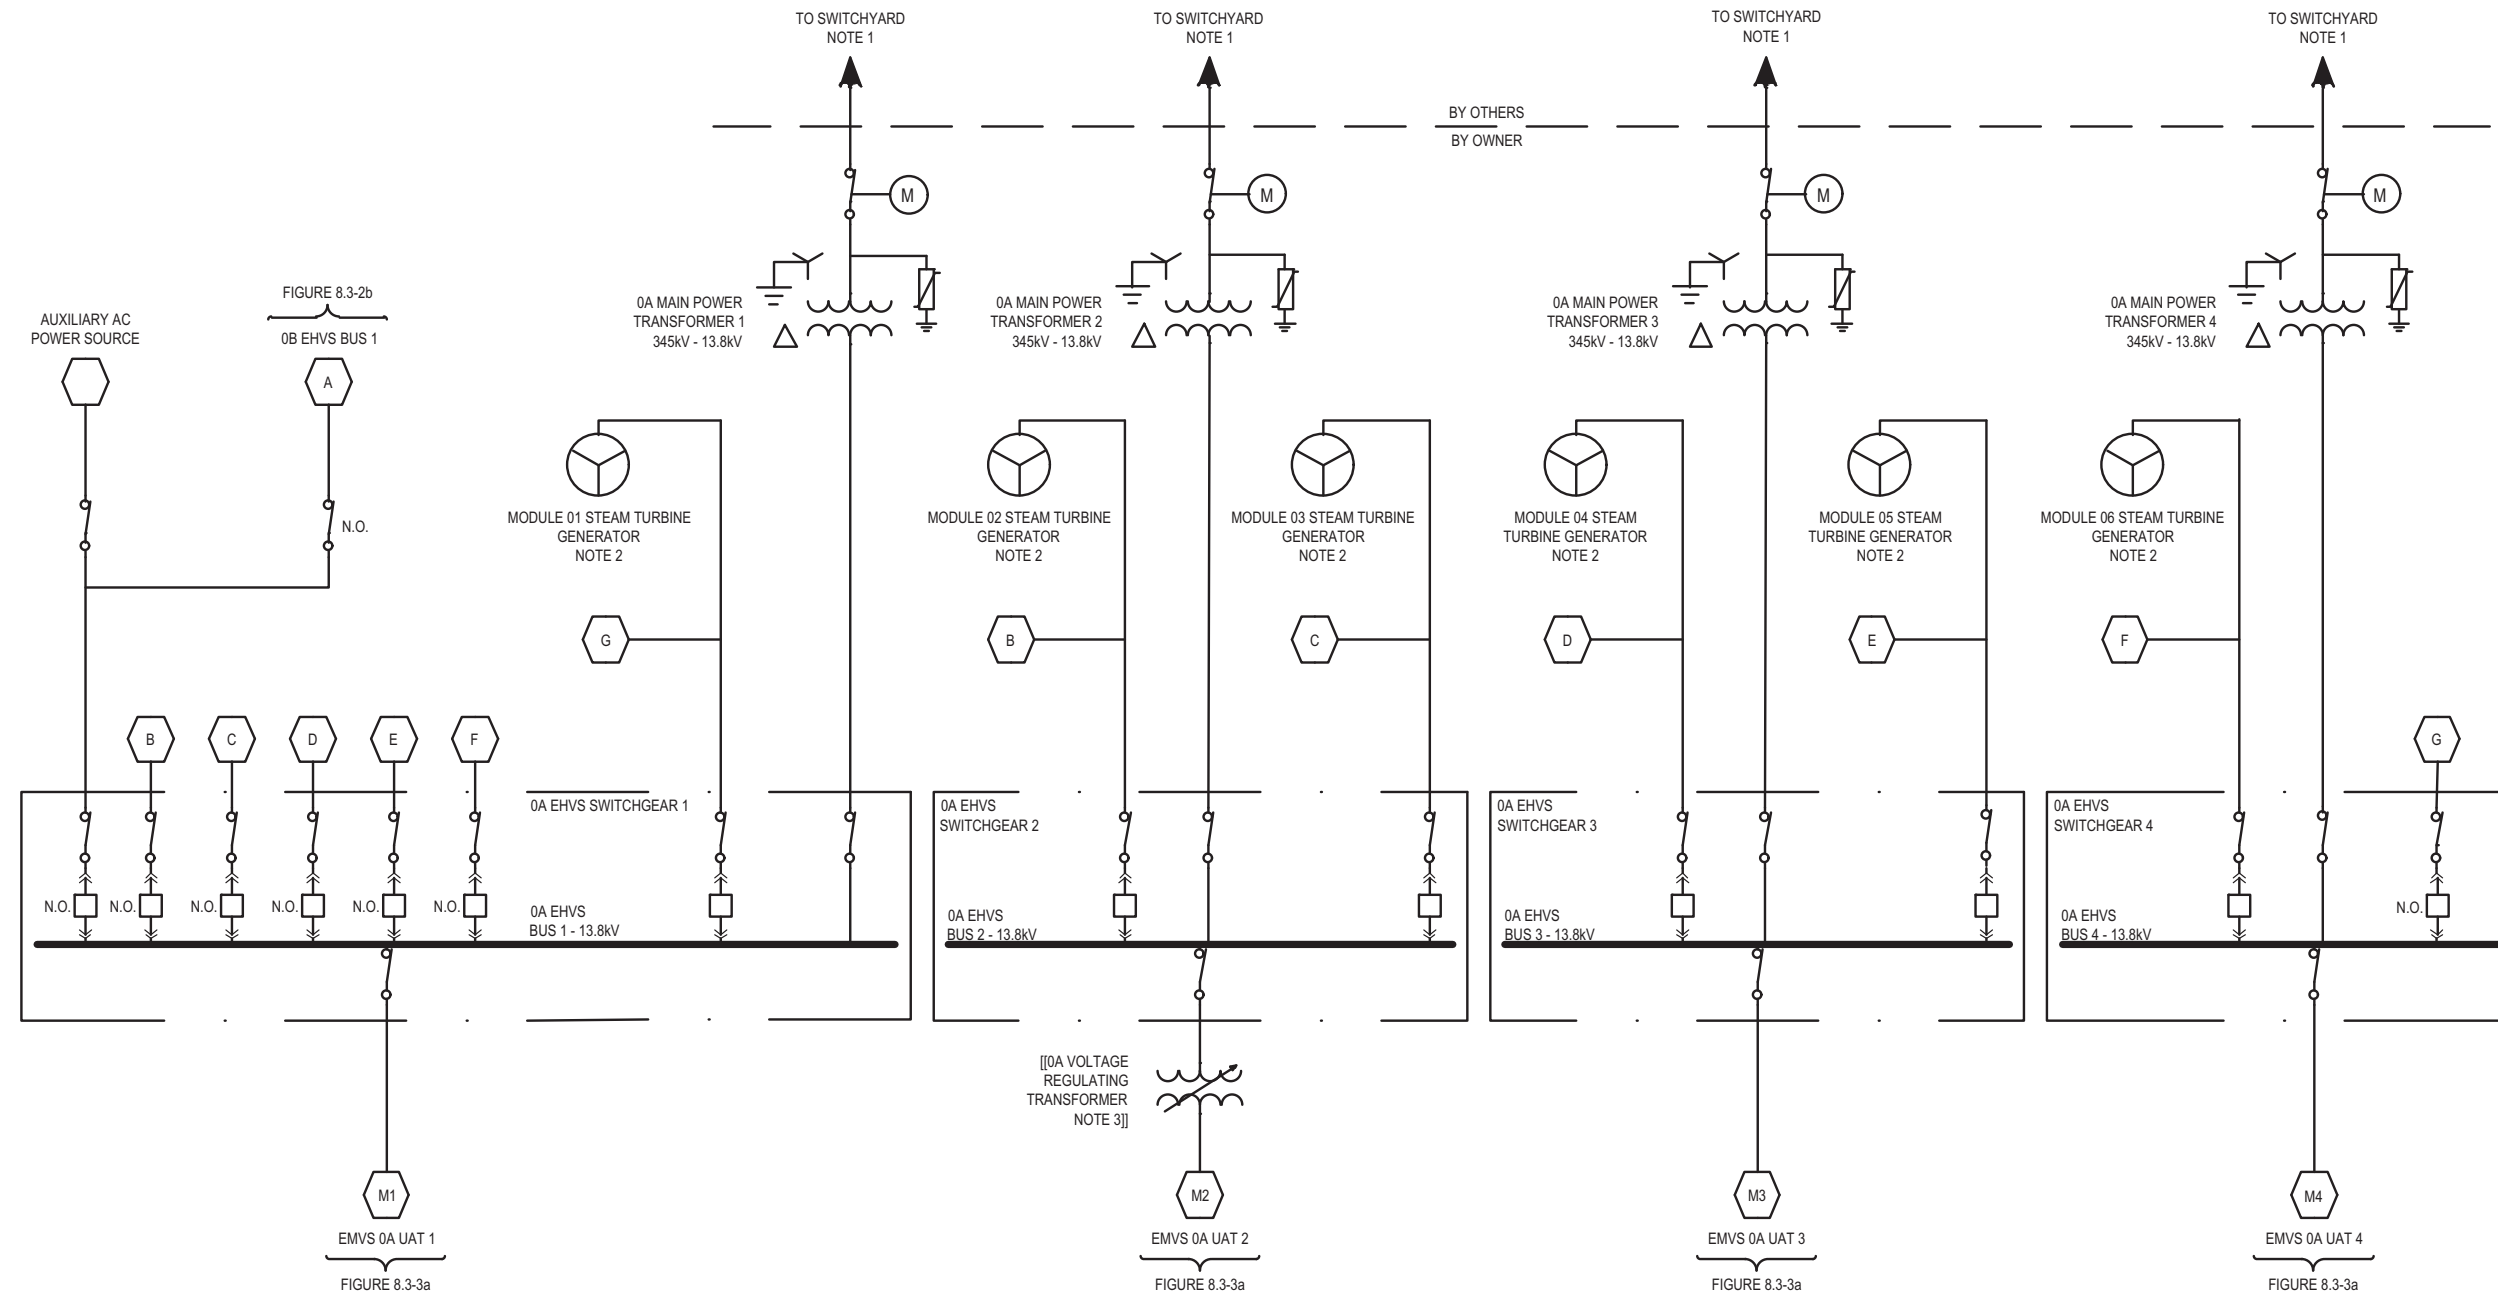 TO SWITCHYARD
NOTE 1
TO SWITCHYARD
NOTE 1
TO SWITCHYARD
NOTE 1
TO SWITCHYARD
NOTE 1
BY OTHERS
BY OWNER
M
M
M
M
FIGURE 8.3-2b
AUXILIARY AC
POWER SOURCE
0B EHVS BUS 1
A
N.O.
0A MAIN POWER
TRANSFORMER 1
345kV - 13.8kV
0A MAIN POWER
TRANSFORMER 2
345kV - 13.8kV
0A MAIN POWER
TRANSFORMER 3
345kV - 13.8kV
0A MAIN POWER
TRANSFORMER 4
345kV - 13.8kV
MODULE 01 STEAM TURBINE
GENERATOR
NOTE 2
MODULE 02 STEAM TURBINE
GENERATOR
NOTE 2
MODULE 03 STEAM TURBINE
GENERATOR
NOTE 2
MODULE 04 STEAM
TURBINE GENERATOR
NOTE 2
MODULE 05 STEAM
TURBINE GENERATOR
NOTE 2
MODULE 06 STEAM TURBINE
GENERATOR
NOTE 2
G
B
C
D
E
F
B
C
D
E
F
G
0A EHVS SWITCHGEAR 1
0A EHVS
SWITCHGEAR 2
0A EHVS
SWITCHGEAR 3
0A EHVS
SWITCHGEAR 4
N.O.
N.O.
N.O.
N.O.
N.O.
N.O.
N.O.
0A EHVS
BUS 1 - 13.8kV
0A EHVS
BUS 2 - 13.8kV
0A EHVS
BUS 3 - 13.8kV
0A EHVS
BUS 4 - 13.8kV
[[0A VOLTAGE
REGULATING
TRANSFORMER
NOTE 3]]
M1
M2
M3
M4
EMVS 0A UAT 1
EMVS 0A UAT 2
EMVS 0A UAT 3
EMVS 0A UAT 4
FIGURE 8.3-3a
FIGURE 8.3-3a
FIGURE 8.3-3a
FIGURE 8.3-3a